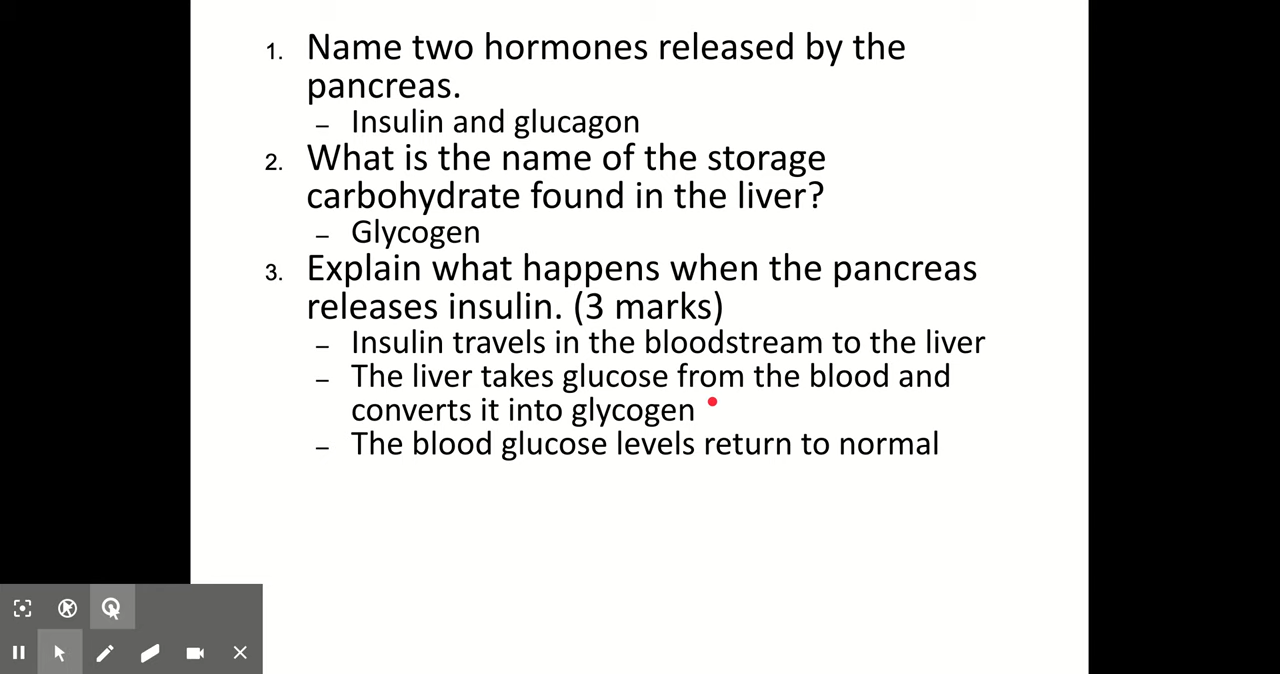 1. Name two hormones released by the
pancreas.
– Insulin and glucagon
2. What is the name of the storage
carbohydrate found in the liver?
– Glycogen
3. Explain what happens when the pancreas
releases insulin. (3 marks)
– Insulin travels in the bloodstream to the liver
– The liver takes glucose from the blood and
converts it into glycogen
– The blood glucose levels return to normal